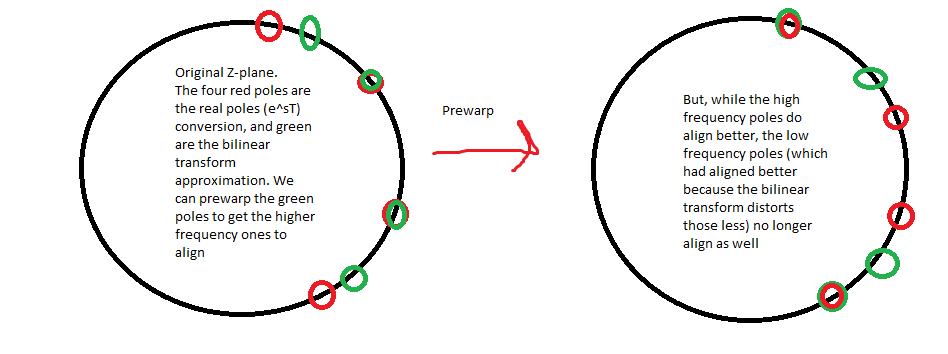 Original Z-plane.
The four red poles are
the real poles (e^sT)
conversion, and green
are the bilinear
transform
approximation. We
can prewarp the green
poles to get the higher
frequency ones to
align
Prewarp
But, while the high
frequency poles do
align better, the low
frequency poles (which
had aligned better
because the bilinear
transform distorts
those less) no longer
align as well